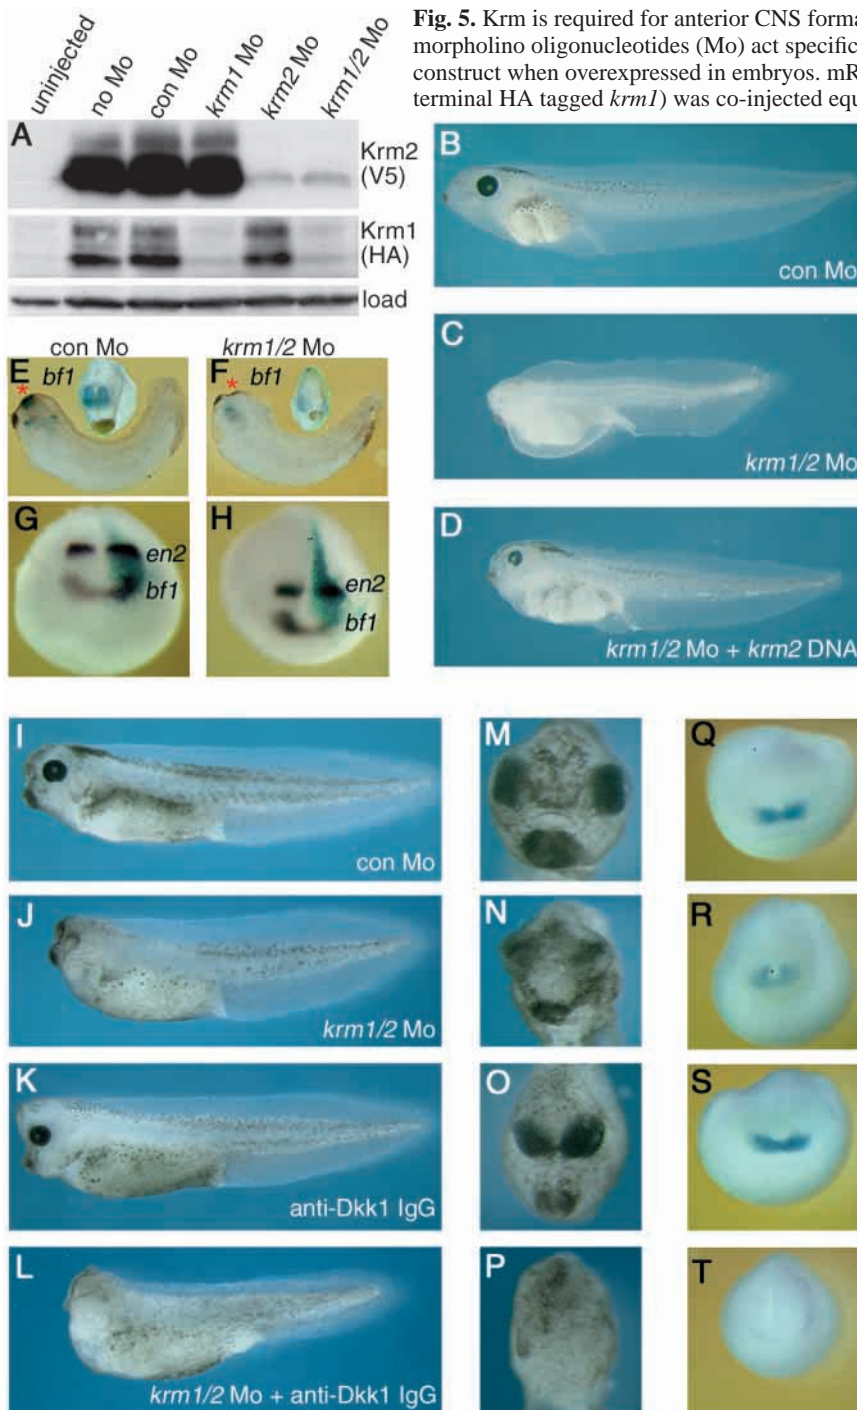 Fig. 5. Krm is required for anterior CNS forma
morpholino oligonucleotides (Mo) act specific
construct when overexpressed in embryos. mR
terminal HA tagged krm1) was co-injected equ
uninjected
no Mo
con Mo
krm1 Mo
krm2 Mo
krm1/2 Mo
A
Krm2
(V5)
Krm1
(HA)
load
B
con Mo
C
krm1/2 Mo
D
krm1/2 Mo + krm2 DNA
con Mo
krm1/2 Mo
E bf1
*
F bf1
*
G
en2
bf1
H
en2
bf1
I
con Mo
M
Q
J
krm1/2 Mo
N
R
K
anti-Dkk1 IgG
O
S
L
krm1/2 Mo + anti-Dkk1 IgG
P
T